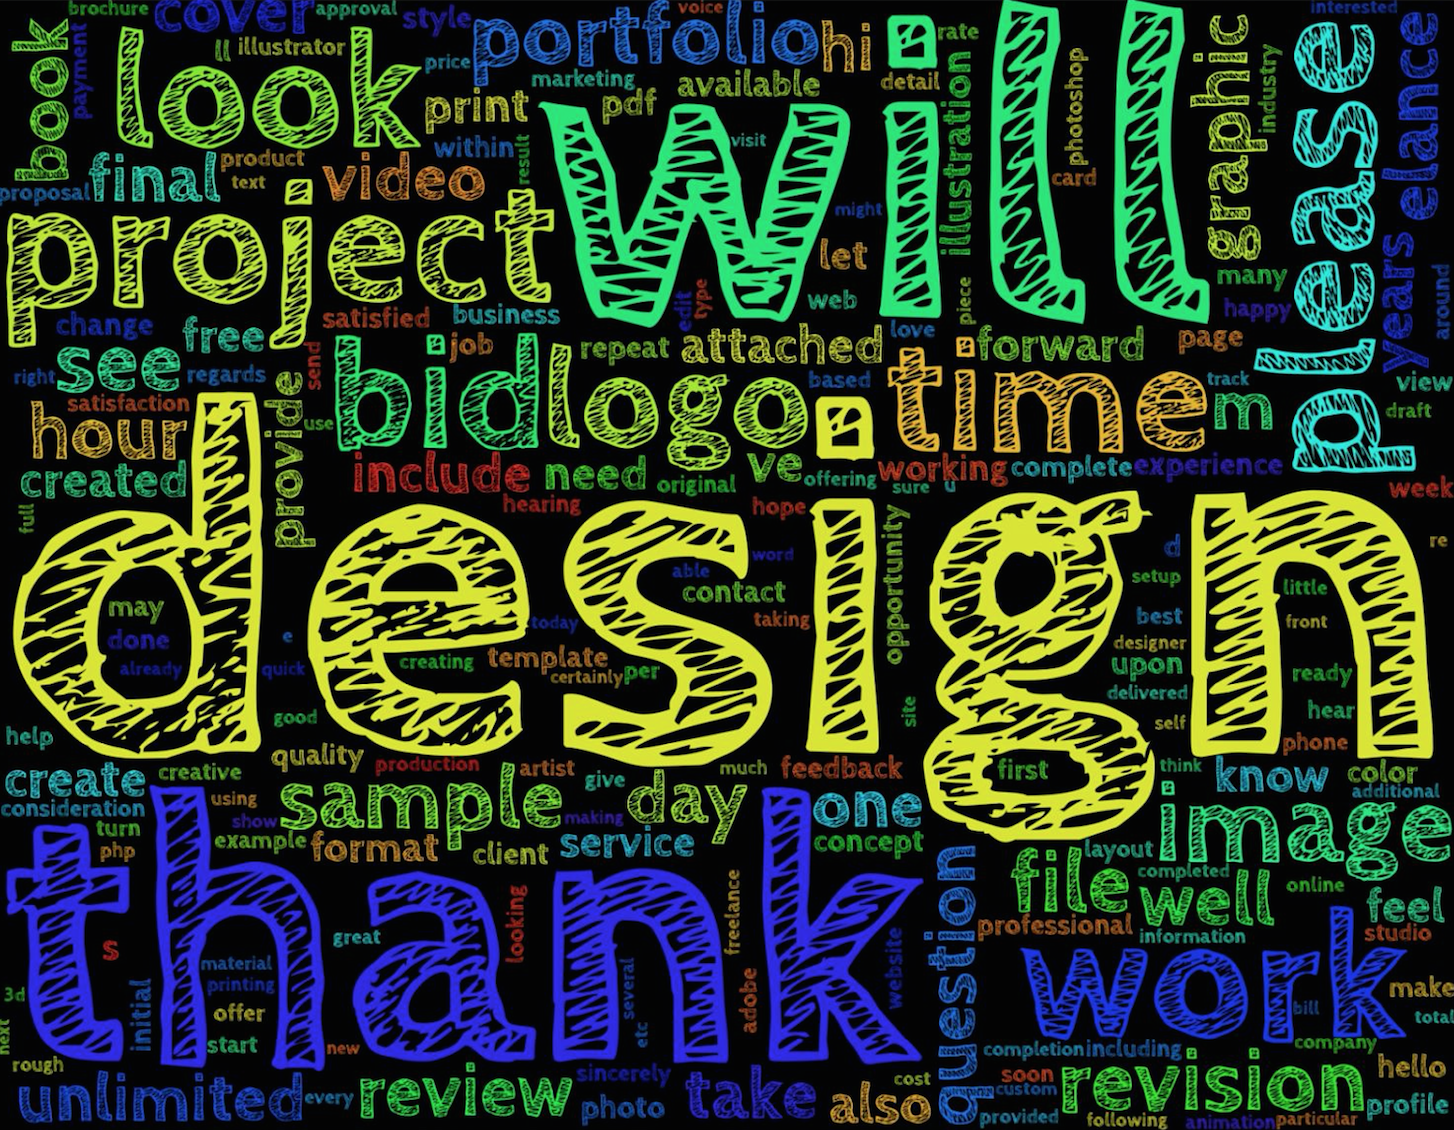 brochure cover approval style voice interested
book payment look ll illustrator price portfolio hi rate
marketing pdf available detail print within result
illustration photoshop graphic industry please elance
final product text video proposal card visit will might let
project web many happy years around
change free satisfied business edit type piece love
see right regards send job repeat attached forward page
bid logo based time track m view draft
hour satisfaction provide use
created include need original ve offering working complete experience sure u week
full hearing hope
design
word able contact opportunity d setup re
may done already e quick today taking
creating template certainly per
best designer upon delivered self little front ready hear phone
help good site
quality production artist give much feedback first think know color additional
create creative consideration using show sample making day one image
turn php example format client service concept
layout completed file well online feel
thank
s great looking freelance question professional information studio
material printing initial offer start several etc adobe website
work bill make total
3d next new rough
completion including company hello
unlimited every review sincerely photo take also cost
soon custom provided revision profile
following animation particular